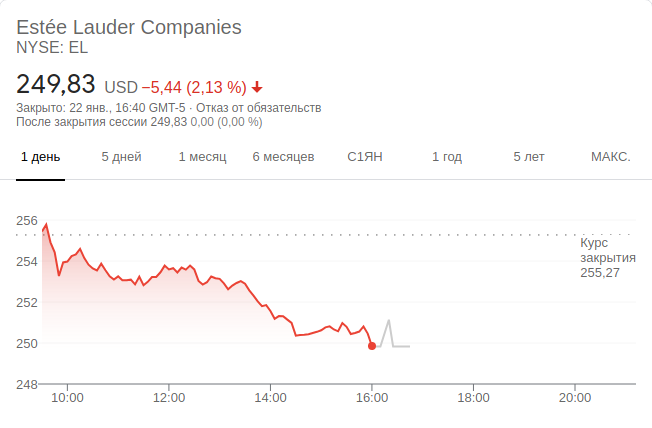 Estée Lauder Companies
NYSE: EL
249,83 USD −5,44 (2,13 %)
Закрыто: 22 янв., 16:40 GMT-5 · Отказ от обязательств
После закрытия сессии 249,83 0,00 (0,00 %)
1 день 5 дней 1 месяц 6 месяцев С1ЯН 1 год 5 лет МАКС.
256
Курс
закрытия
255,27
254
252
250
248
10:00 12:00 14:00 16:00 18:00 20:00